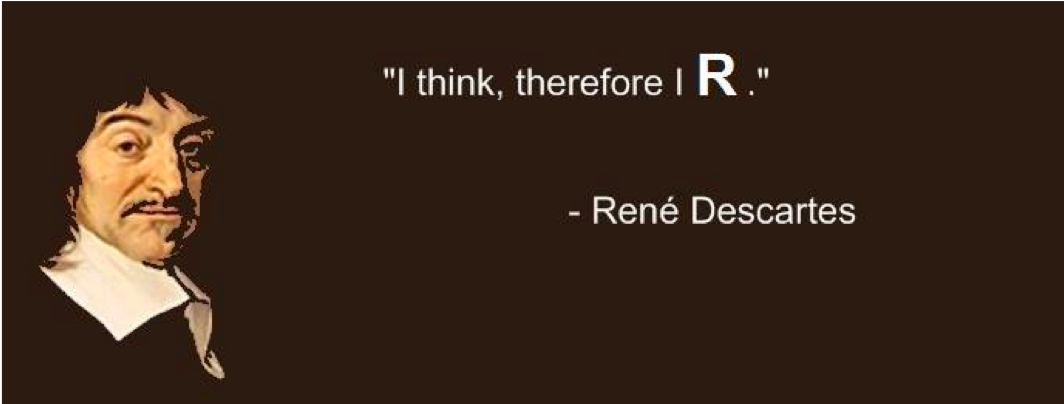 "I think, therefore I R ."
- René Descartes